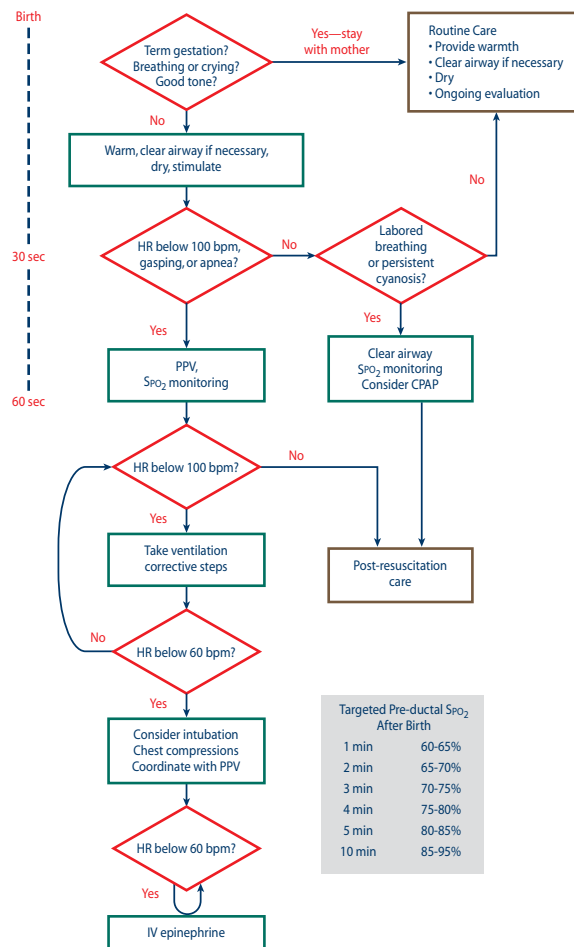 Birth
Term gestation?
Breathing or crying?
Good tone?
Yes—stay
with mother
Routine Care
• Provide warmth
• Clear airway if necessary
• Dry
• Ongoing evaluation
No
Warm, clear airway if necessary,
dry, stimulate
No
30 sec
HR below 100 bpm,
gasping, or apnea?
No
Labored
breathing
or persistent
cyanosis?
Yes
Yes
PPV,
SPO₂ monitoring
Clear airway
SPO₂ monitoring
Consider CPAP
60 sec
HR below 100 bpm?
No
Yes
Take ventilation
corrective steps
Post-resuscitation
care
No
HR below 60 bpm?
Yes
Consider intubation
Chest compressions
Coordinate with PPV
Targeted Pre-ductal SPO₂
After Birth
1 min 60-65%
2 min 65-70%
3 min 70-75%
4 min 75-80%
5 min 80-85%
10 min 85-95%
HR below 60 bpm?
Yes
IV epinephrine